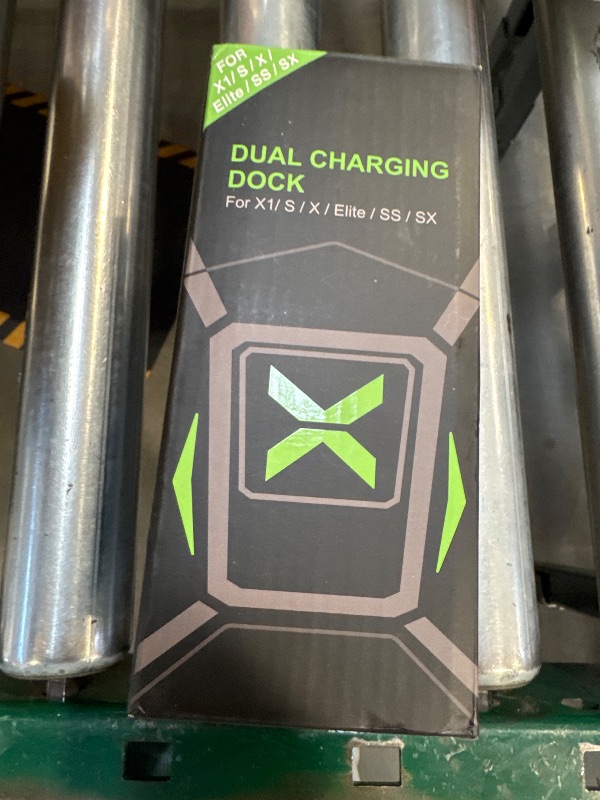 FOR
X1/ S / X /
Elite / SS / SX
DUAL CHARGING
DOCK
For X1/ S / X / Elite / SS / SX